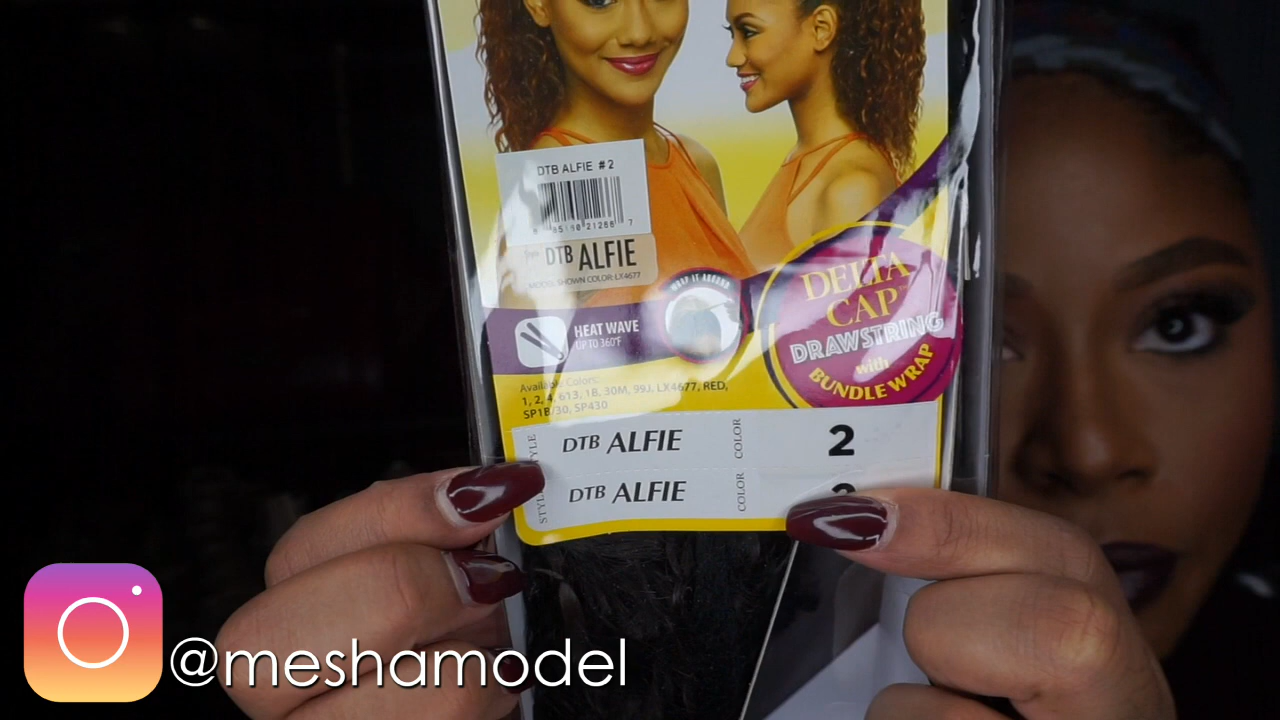 DTB ALFIE #2
DTB ALFIE
MODEL SHOWN COLOR: LX4677
WRAP IT AROUND
HEAT WAVE
UP TO 360°F
DELTA
CAP™
DRAWSTRING
with
BUNDLE WRAP
Available Colors:
1, 2, 4, 613, 1B, 30M, 99J, LX4677, RED,
SP1B/30, SP430
STYLE DTB ALFIE COLOR 2
STYLE DTB ALFIE COLOR 2
@meshamodel